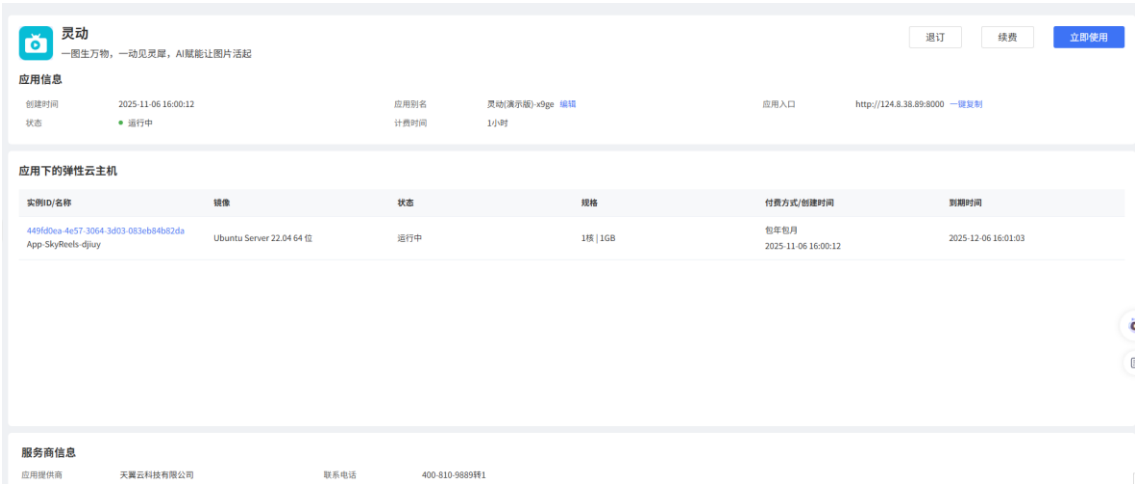 灵动
一图生万物，一动见灵犀，AI赋能让图片活起
退订 续费 立即使用
应用信息
创建时间 2025-11-06 16:00:12 应用别名 灵动(演示版)-x9ge 编辑 应用入口 http://124.8.38.89:8000 一键复制
状态 运行中 计费时间 1小时
应用下的弹性云主机
实例ID/名称 镜像 状态 规格 付费方式/创建时间 到期时间
449fd0ea-4e57-3064-3d03-083eb84b82da
App-SkyReels-djiuy Ubuntu Server 22.04 64 位 运行中 1核 | 1GB 包年包月 2025-12-06 16:01:03
2025-11-06 16:00:12
服务商信息
应用提供商 天翼云科技有限公司 联系电话 400-810-9889转1